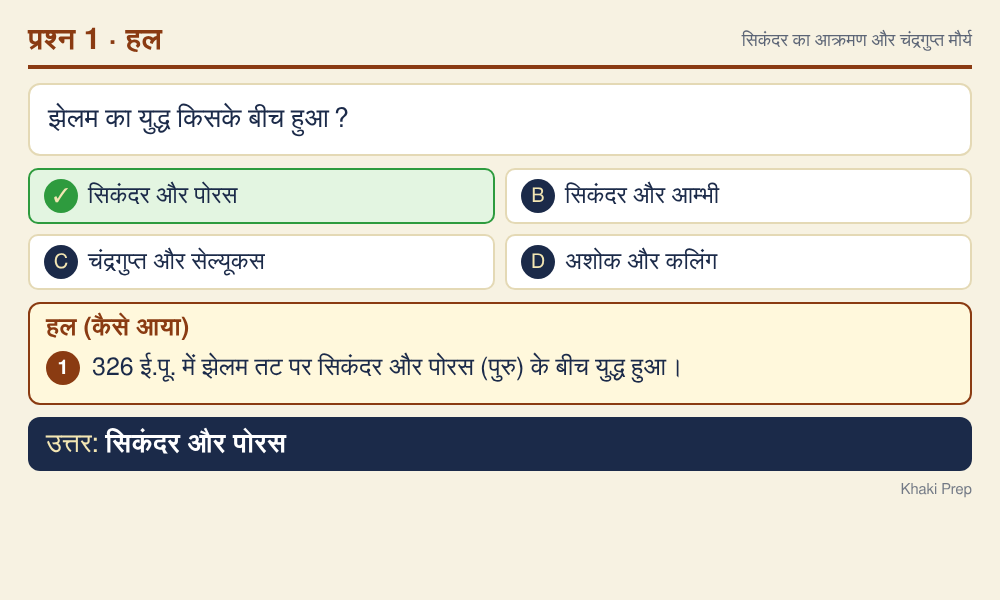 प्रश्न 1 · हल
सिकंदर का आक्रमण और चंद्रगुप्त मौर्य
झेलम का युद्ध किसके बीच हुआ ?
✓ सिकंदर और पोरस
B सिकंदर और आम्भी
C चंद्रगुप्त और सेल्यूकस
D अशोक और कलिंग
हल (कैसे आया)
1 326 ई.पू. में झेलम तट पर सिकंदर और पोरस (पुरु) के बीच युद्ध हुआ।
उत्तर: सिकंदर और पोरस
Khaki Prep